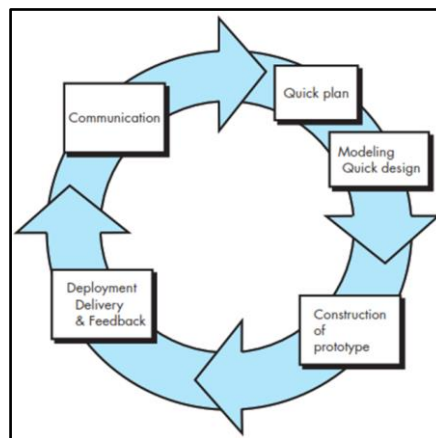 Communication
Quick plan
Modeling
Quick design
Construction
of
prototype
Deployment
Delivery
& Feedback